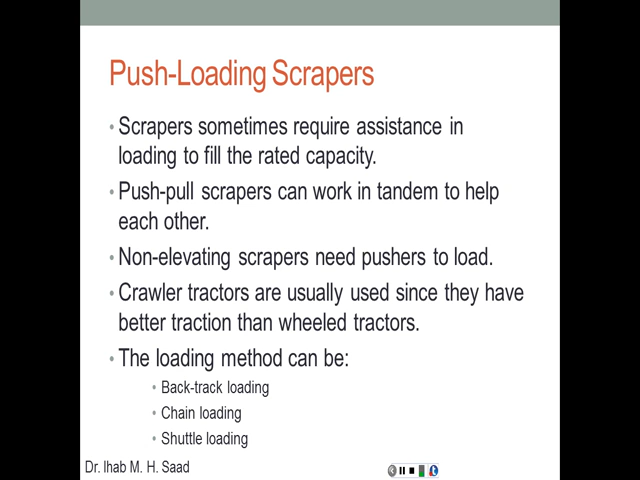 Push-Loading Scrapers
• Scrapers sometimes require assistance in
loading to fill the rated capacity.
• Push-pull scrapers can work in tandem to help
each other.
• Non-elevating scrapers need pushers to load.
• Crawler tractors are usually used since they have
better traction than wheeled tractors.
• The loading method can be:
• Back-track loading
• Chain loading
• Shuttle loading
Dr. Ihab M. H. Saad